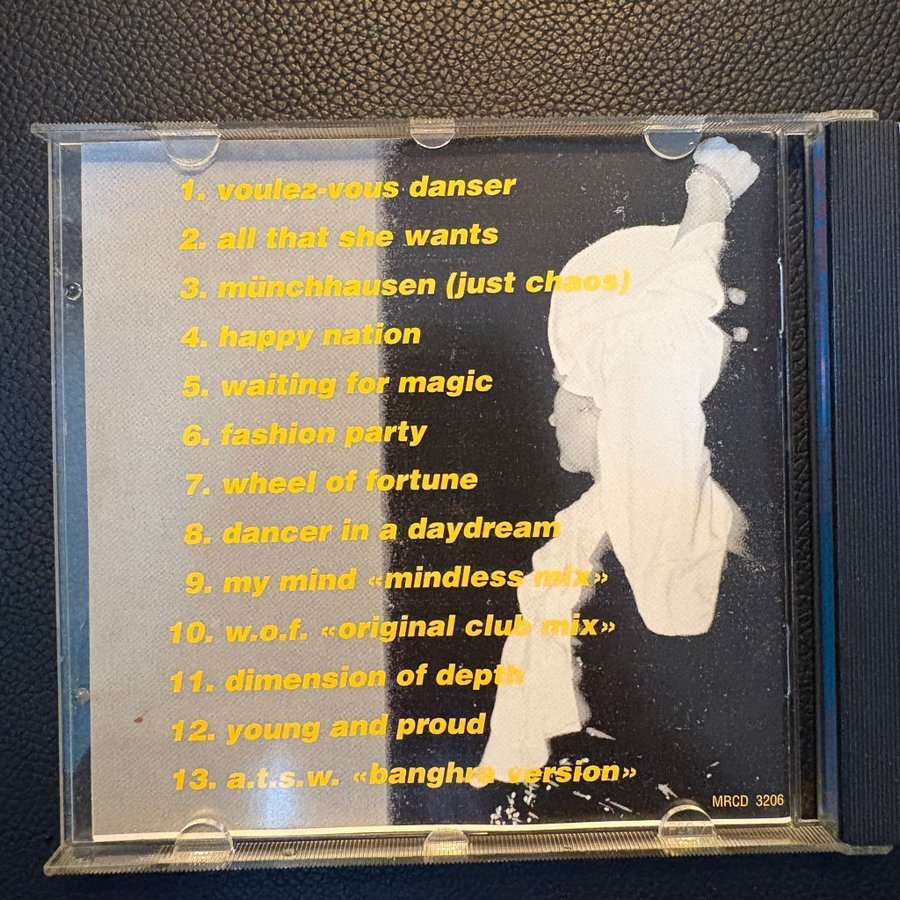 1. voulez-vous danser
2. all that she wants
3. münchhausen (just chaos)
4. happy nation
5. waiting for magic
6. fashion party
7. wheel of fortune
8. dancer in a daydream
9. my mind «mindless mix»
10. w.o.f. «original club mix»
11. dimension of depth
12. young and proud
13. a.t.s.w. «banghra version»
MRCD 3206